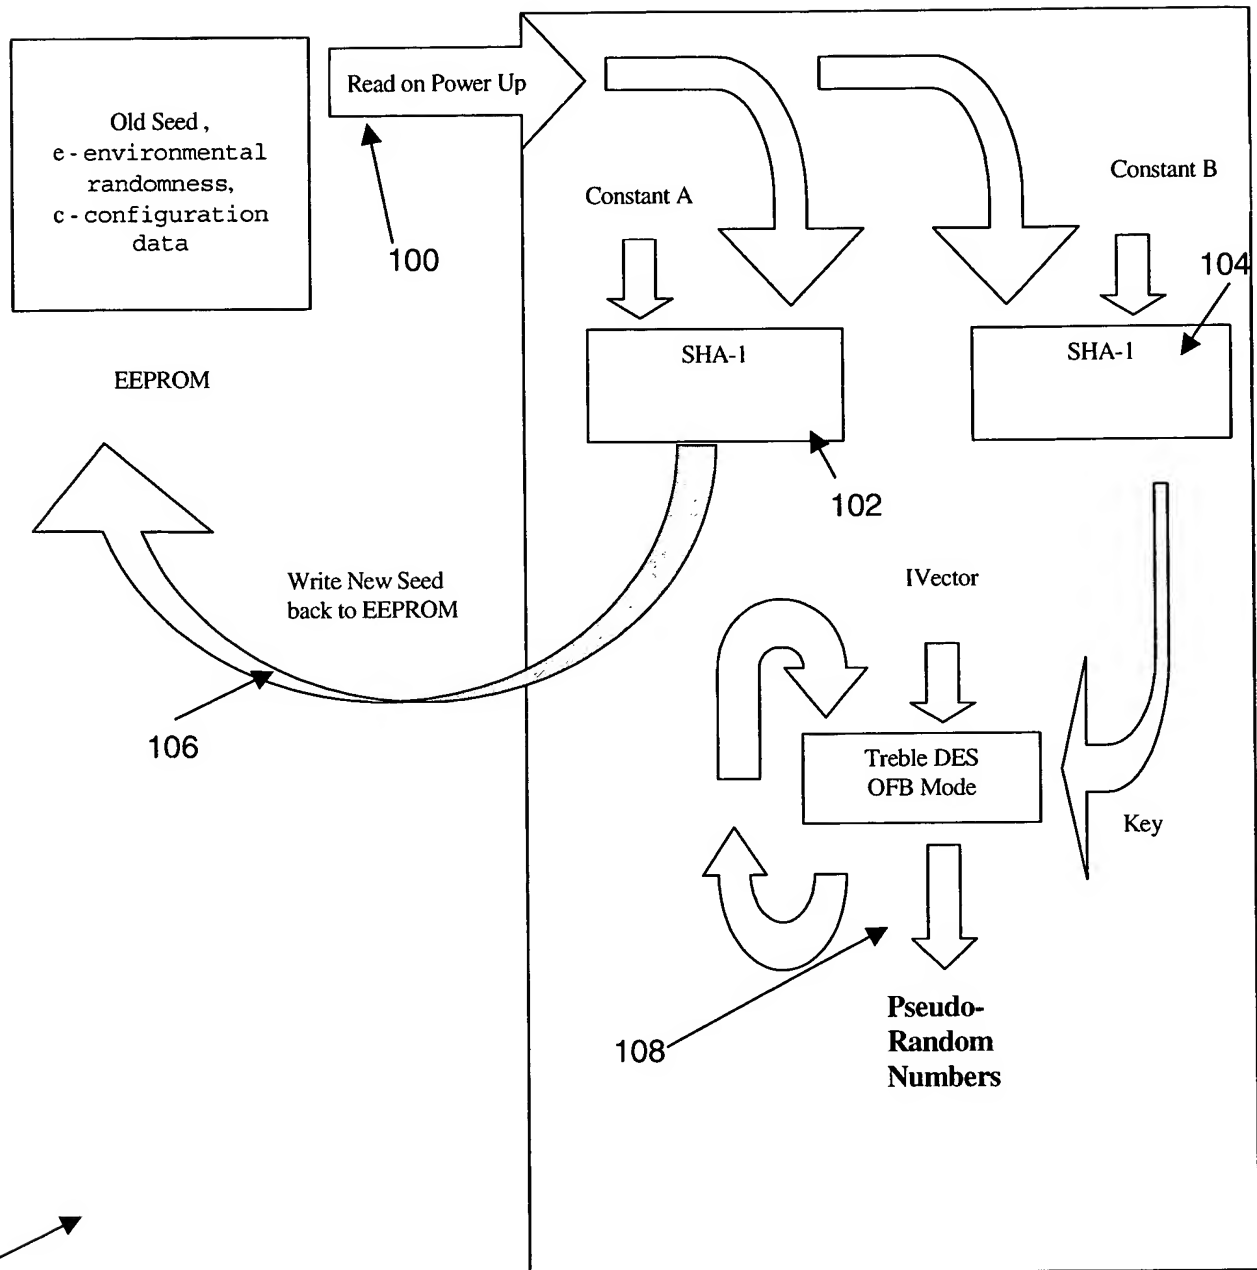 Old Seed ,
e - environmental
randomness,
c - configuration
data
EEPROM
Read on Power Up
100
Constant A
Constant B
104
SHA-1
SHA-1
102
Write New Seed
back to EEPROM
106
IVector
Treble DES
OFB Mode
Key
108
Pseudo-
Random
Numbers